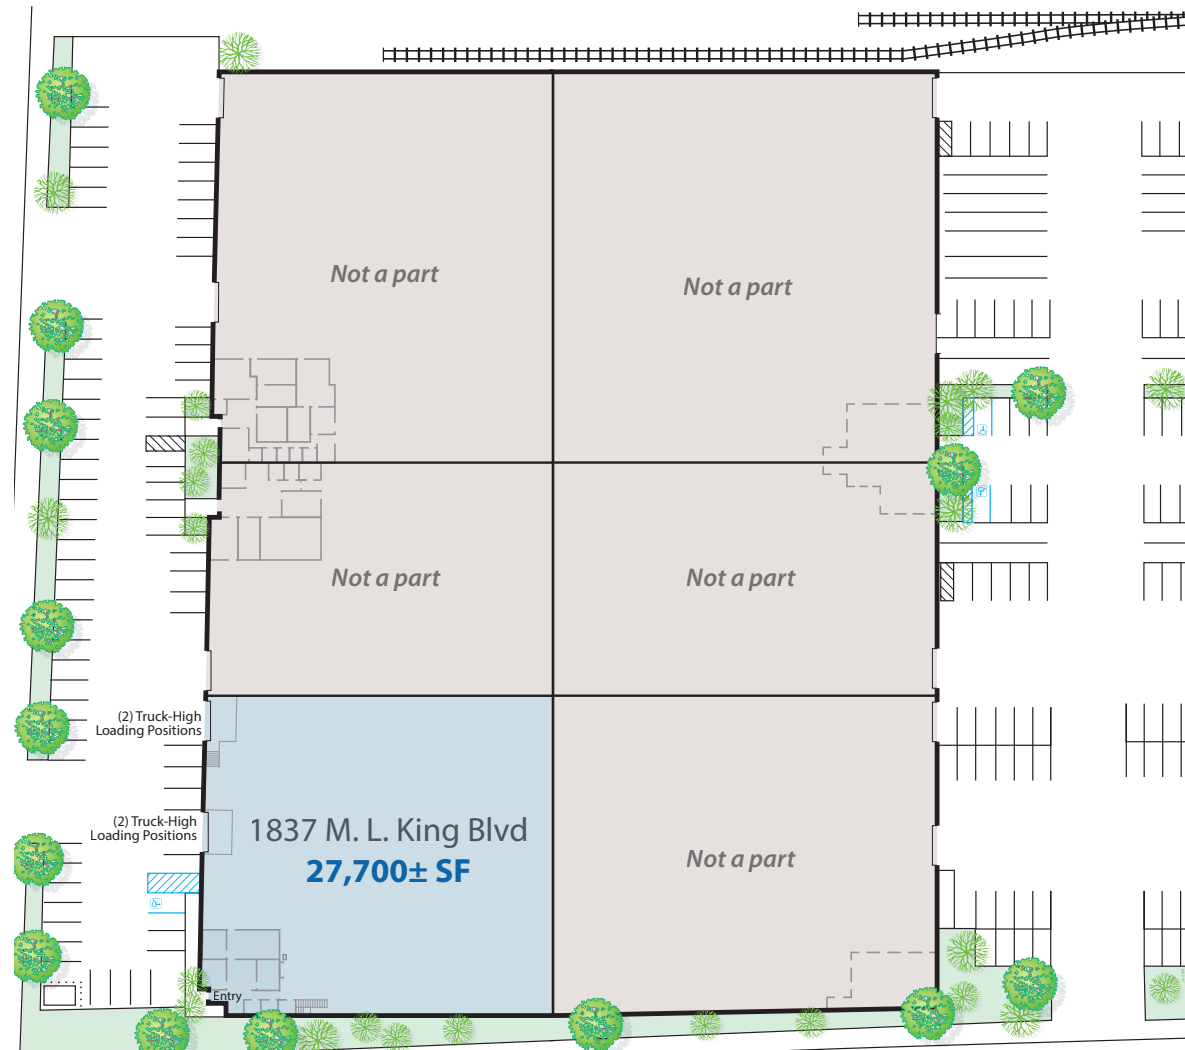 Not a part
Not a part
Not a part
Not a part
(2) Truck-High
Loading Positions
(2) Truck-High
Loading Positions
1837 M. L. King Blvd
27,700± SF
Not a part
Entry